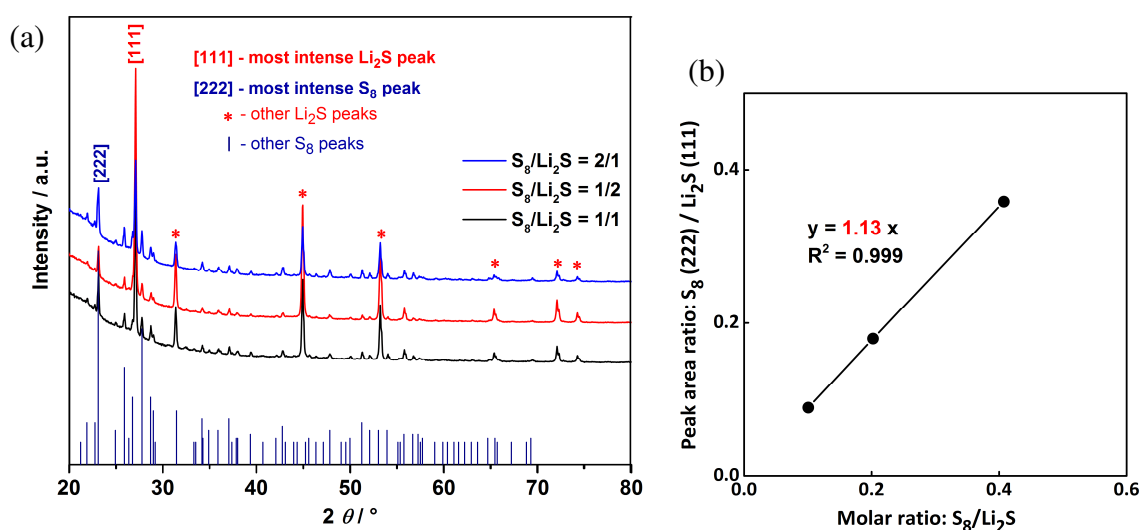 (a)
[111]
[222]
[111] - most intense Li₂S peak
[222] - most intense S₈ peak
* - other Li₂S peaks
| - other S₈ peaks
S₈/Li₂S = 2/1
S₈/Li₂S = 1/2
S₈/Li₂S = 1/1
* * * * * *
Intensity / a.u.
20 30 40 50 60 70 80
2 θ / °
(b)
Peak area ratio: S₈ (222) / Li₂S (111)
0.4
0.2
0.0
y = 1.13 x
R² = 0.999
0.0 0.2 0.4 0.6
Molar ratio: S₈/Li₂S